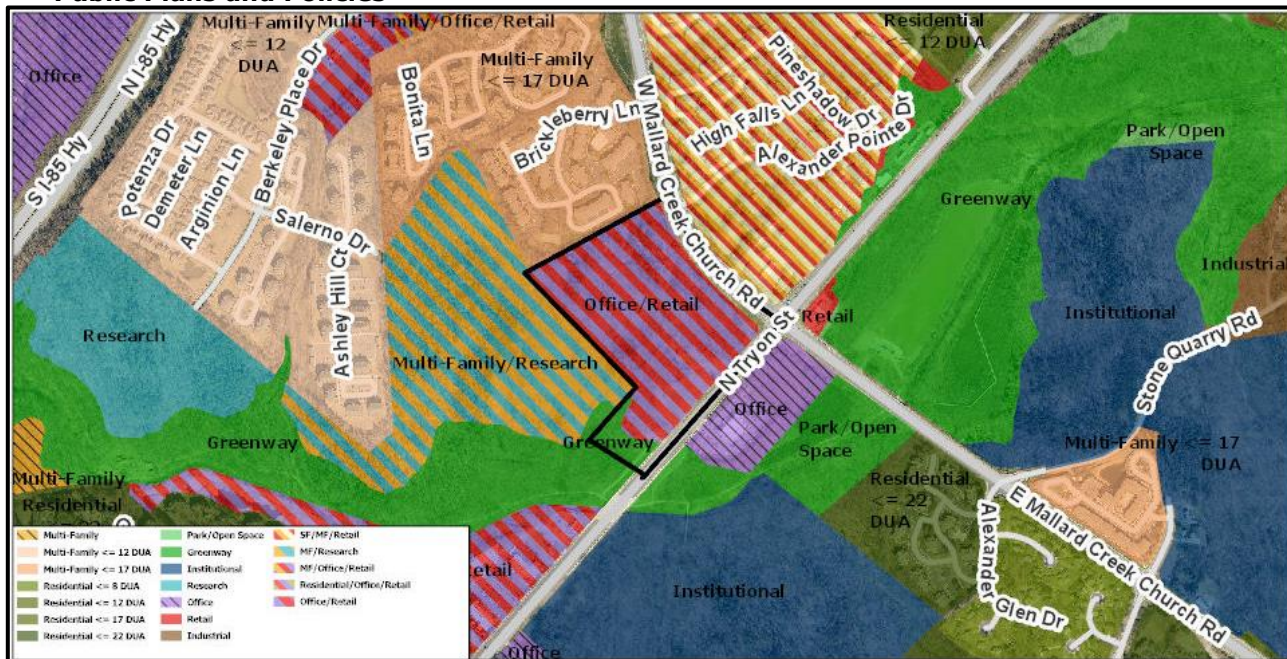 Public Plans and Policies
Multi-Family
<= 12
DUA
Multi-Family/Office/Retail
Residential
<= 12 DUA
Office
N I-85 Hy
S I-85 Hy
Berkeley Place Dr
Bonita Ln
Multi-Family
<= 17 DUA
Brickleberry Ln
W Mallard Creek Church Rd
Pineshadow Dr
High Falls Ln
Alexander Pointe Dr
Park/Open
Space
Greenway
Potenza Dr
Demeter Ln
Arginion Ln
Salerno Dr
Ashley Hill Ct
Industrial
Office/Retail
Institutional
Retail
Research
Stone Quarry Rd
Multi-Family/Research
N Tryon St
Office
Park/Open
Space
Greenway
Greenway
Multi-Family <= 17
DUA
Multi-Family
Residential
Residential
<= 22
DUA
E Mallard Creek Church Rd
Alexander Glen Dr
Retail
Institutional
Office
Multi-Family
Multi-Family <= 12 DUA
Multi-Family <= 17 DUA
Residential <= 8 DUA
Residential <= 12 DUA
Residential <= 17 DUA
Residential <= 22 DUA
Park/Open Space
Greenway
Institutional
Research
Office
Retail
Industrial
SF/MF/Retail
MF/Research
MF/Office/Retail
Residential/Office/Retail
Office/Retail